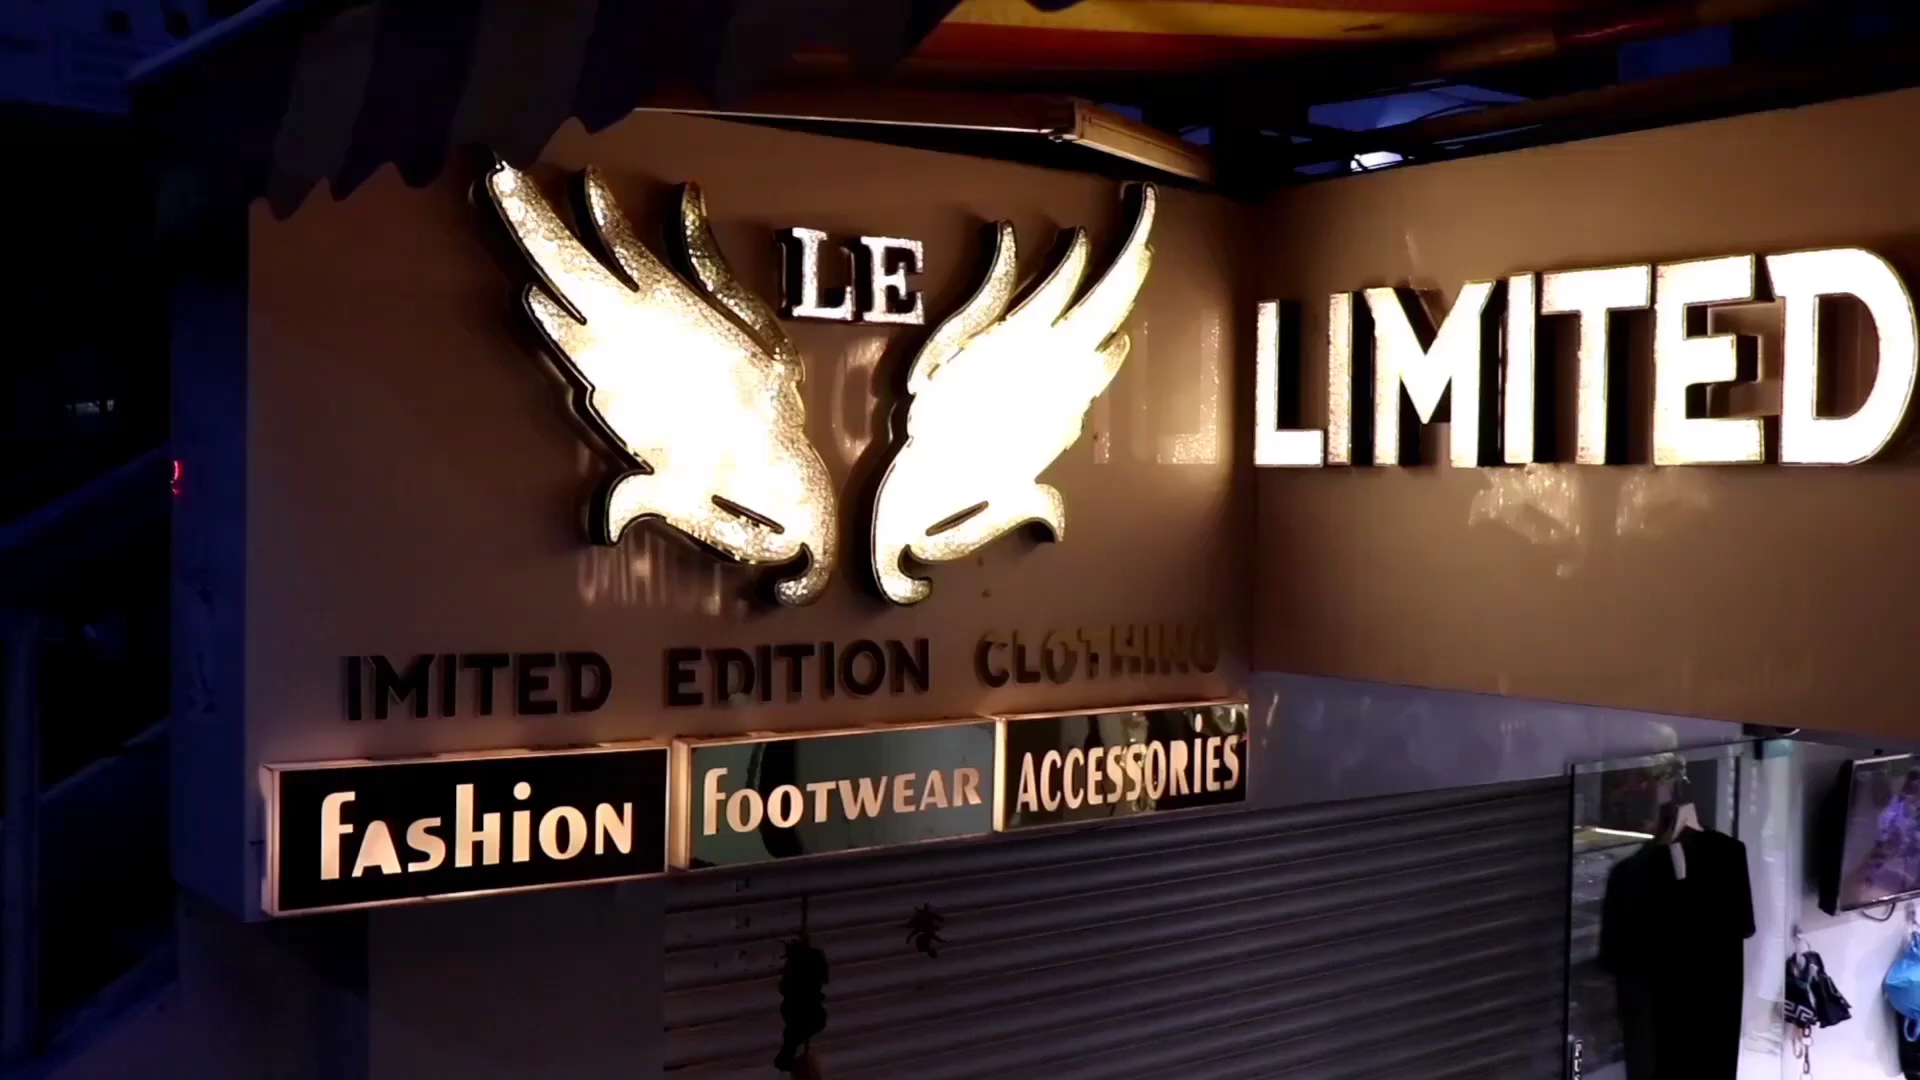 LE
LIMITED
IMITED EDITION CLOTHING
fASHiON
fOOTWEAR
ACCESSORiES